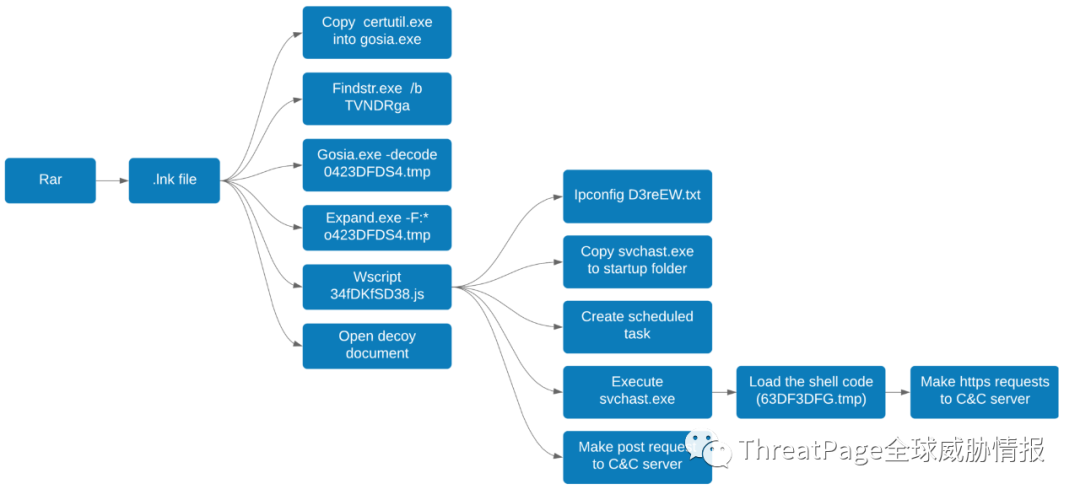 Rar
.lnk file
Copy certutil.exe
into gosia.exe
Findstr.exe /b
TVNDRga
Gosia.exe -decode
0423DFDS4.tmp
Expand.exe -F:*
o423DFDS4.tmp
Wscript
34fDKfSD38.js
Open decoy
document
Ipconfig D3reEW.txt
Copy svchast.exe
to startup folder
Create scheduled
task
Execute
svchast.exe
Make post request
to C&C server
Load the shell code
(63DF3DFG.tmp)
Make https requests
to C&C server
ThreatPage全球威胁情报